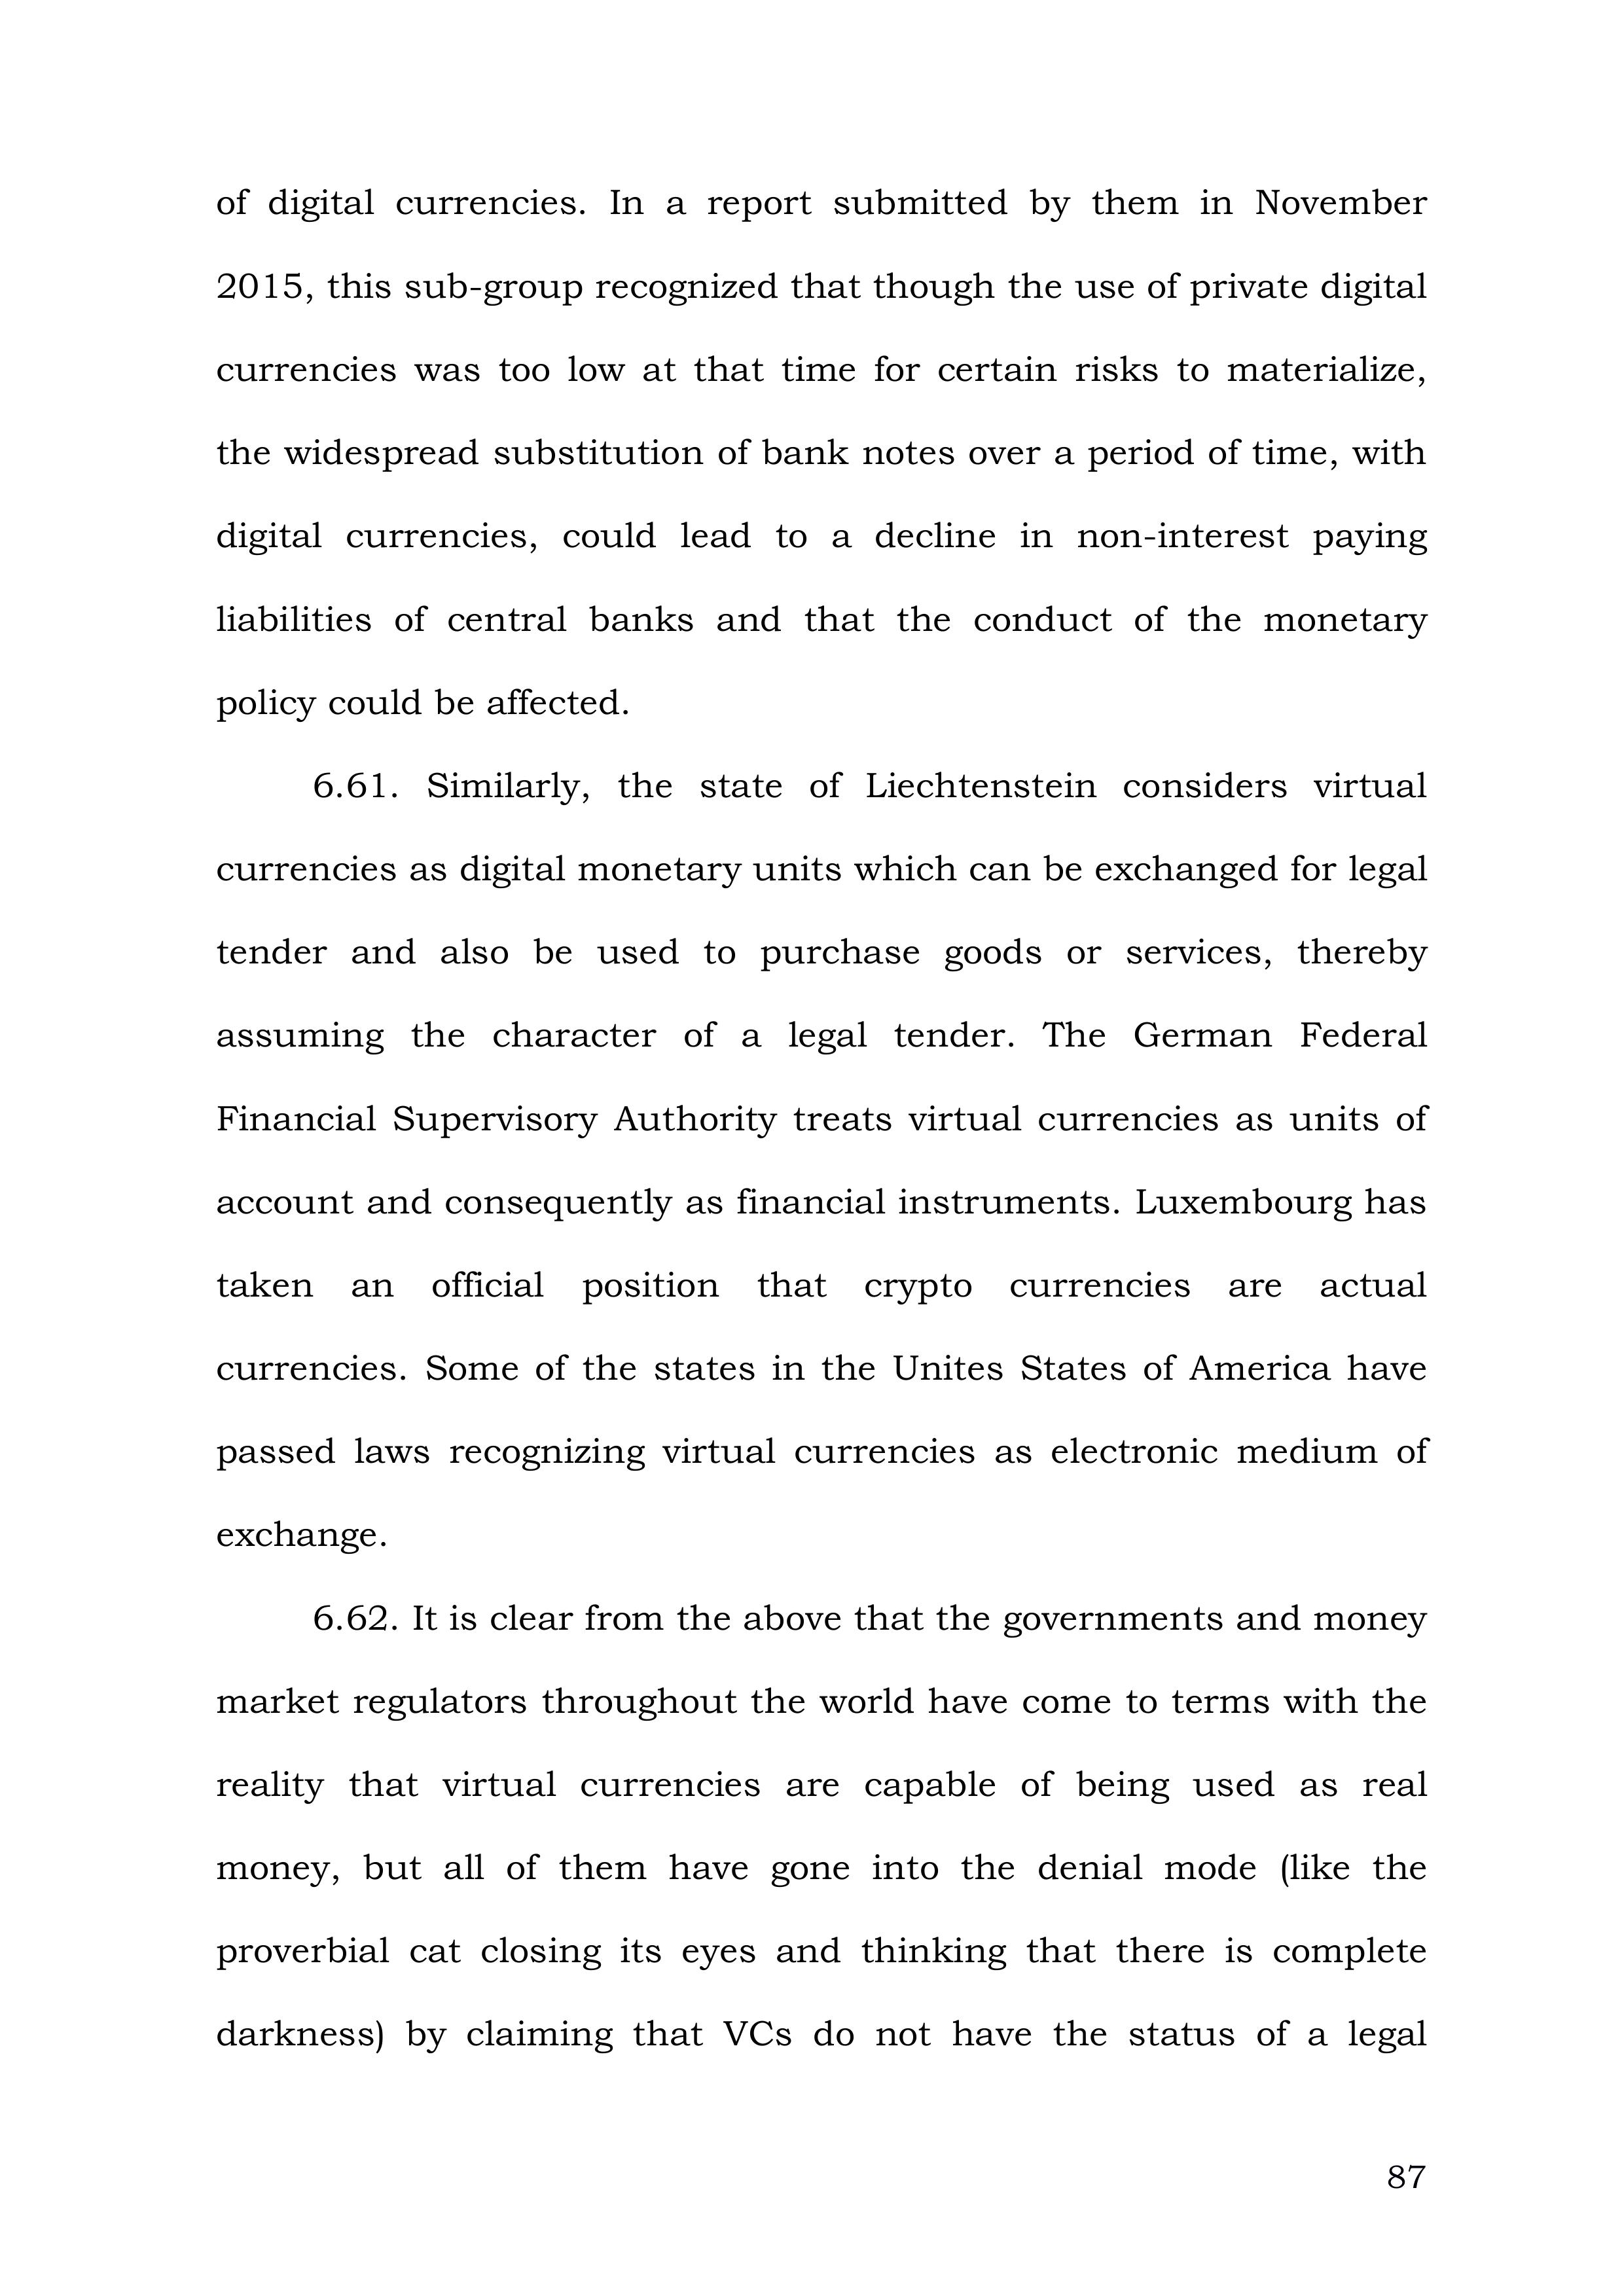 of digital currencies. In a report submitted by them in November
2015, this sub-group recognized that though the use of private digital
currencies was too low at that time for certain risks to materialize,
the widespread substitution of bank notes over a period of time, with
digital currencies, could lead to a decline in non-interest paying
liabilities of central banks and that the conduct of the monetary
policy could be affected.
6.61. Similarly, the state of Liechtenstein considers virtual
currencies as digital monetary units which can be exchanged for legal
tender and also be used to purchase goods or services, thereby
assuming the character of a legal tender. The German Federal
Financial Supervisory Authority treats virtual currencies as units of
account and consequently as financial instruments. Luxembourg has
taken an official position that crypto currencies are actual
currencies. Some of the states in the Unites States of America have
passed laws recognizing virtual currencies as electronic medium of
exchange.
6.62. It is clear from the above that the governments and money
market regulators throughout the world have come to terms with the
reality that virtual currencies are capable of being used as real
money, but all of them have gone into the denial mode (like the
proverbial cat closing its eyes and thinking that there is complete
darkness) by claiming that VCs do not have the status of a legal
87